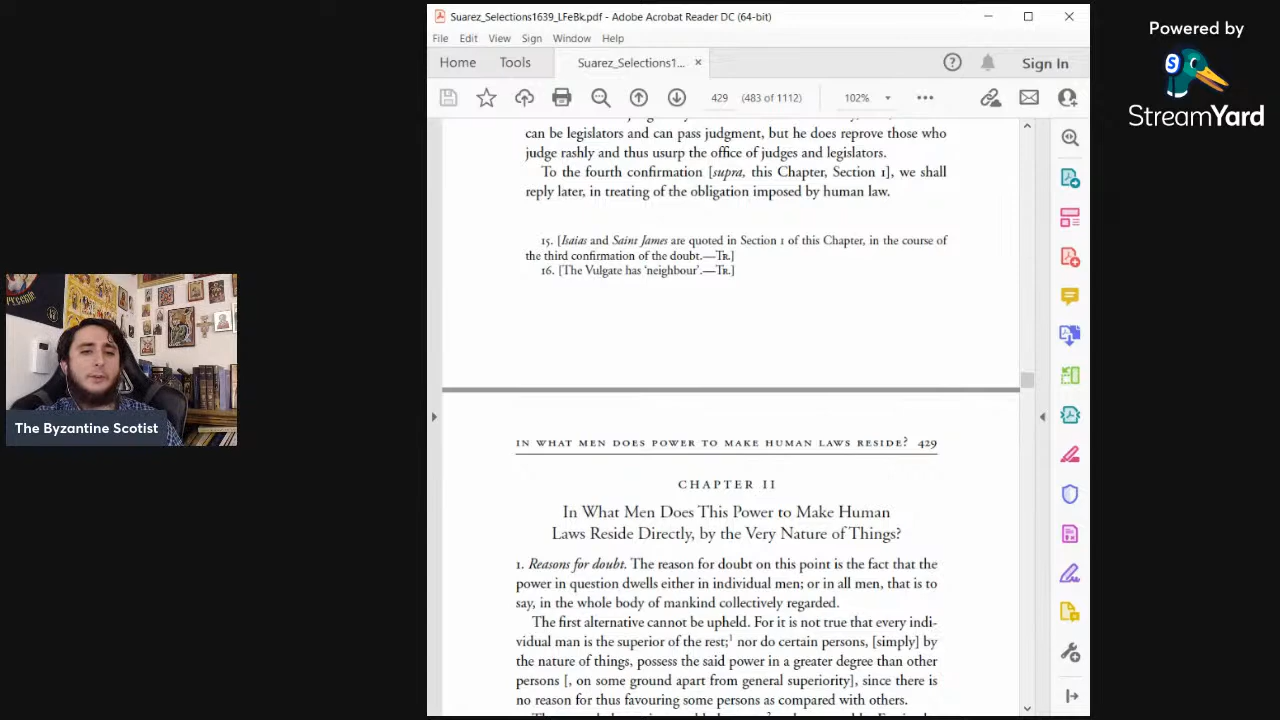 Suarez_Selections1639_LFeBk.pdf - Adobe Acrobat Reader DC (64-bit)
File Edit View Sign Window Help
Home Tools Suarez_Selections1... × Sign In
429 (483 of 1112) 102%
can be legislators and can pass judgment, but he does reprove those who
judge rashly and thus usurp the office of judges and legislators.
To the fourth confirmation [supra, this Chapter, Section 1], we shall
reply later, in treating of the obligation imposed by human law.
15. [Isaias and Saint James are quoted in Section 1 of this Chapter, in the course of
the third confirmation of the doubt.—Tr.]
16. [The Vulgate has ‘neighbour’.—Tr.]
IN WHAT MEN DOES POWER TO MAKE HUMAN LAWS RESIDE? 429
CHAPTER II
In What Men Does This Power to Make Human
Laws Reside Directly, by the Very Nature of Things?
1. Reasons for doubt. The reason for doubt on this point is the fact that the
power in question dwells either in individual men; or in all men, that is to
say, in the whole body of mankind collectively regarded.
The first alternative cannot be upheld. For it is not true that every indi-
vidual man is the superior of the rest;1 nor do certain persons, [simply] by
the nature of things, possess the said power in a greater degree than other
persons [, on some ground apart from general superiority], since there is
no reason for thus favouring some persons as compared with others.
The Byzantine Scotist
Powered by
S
StreamYard